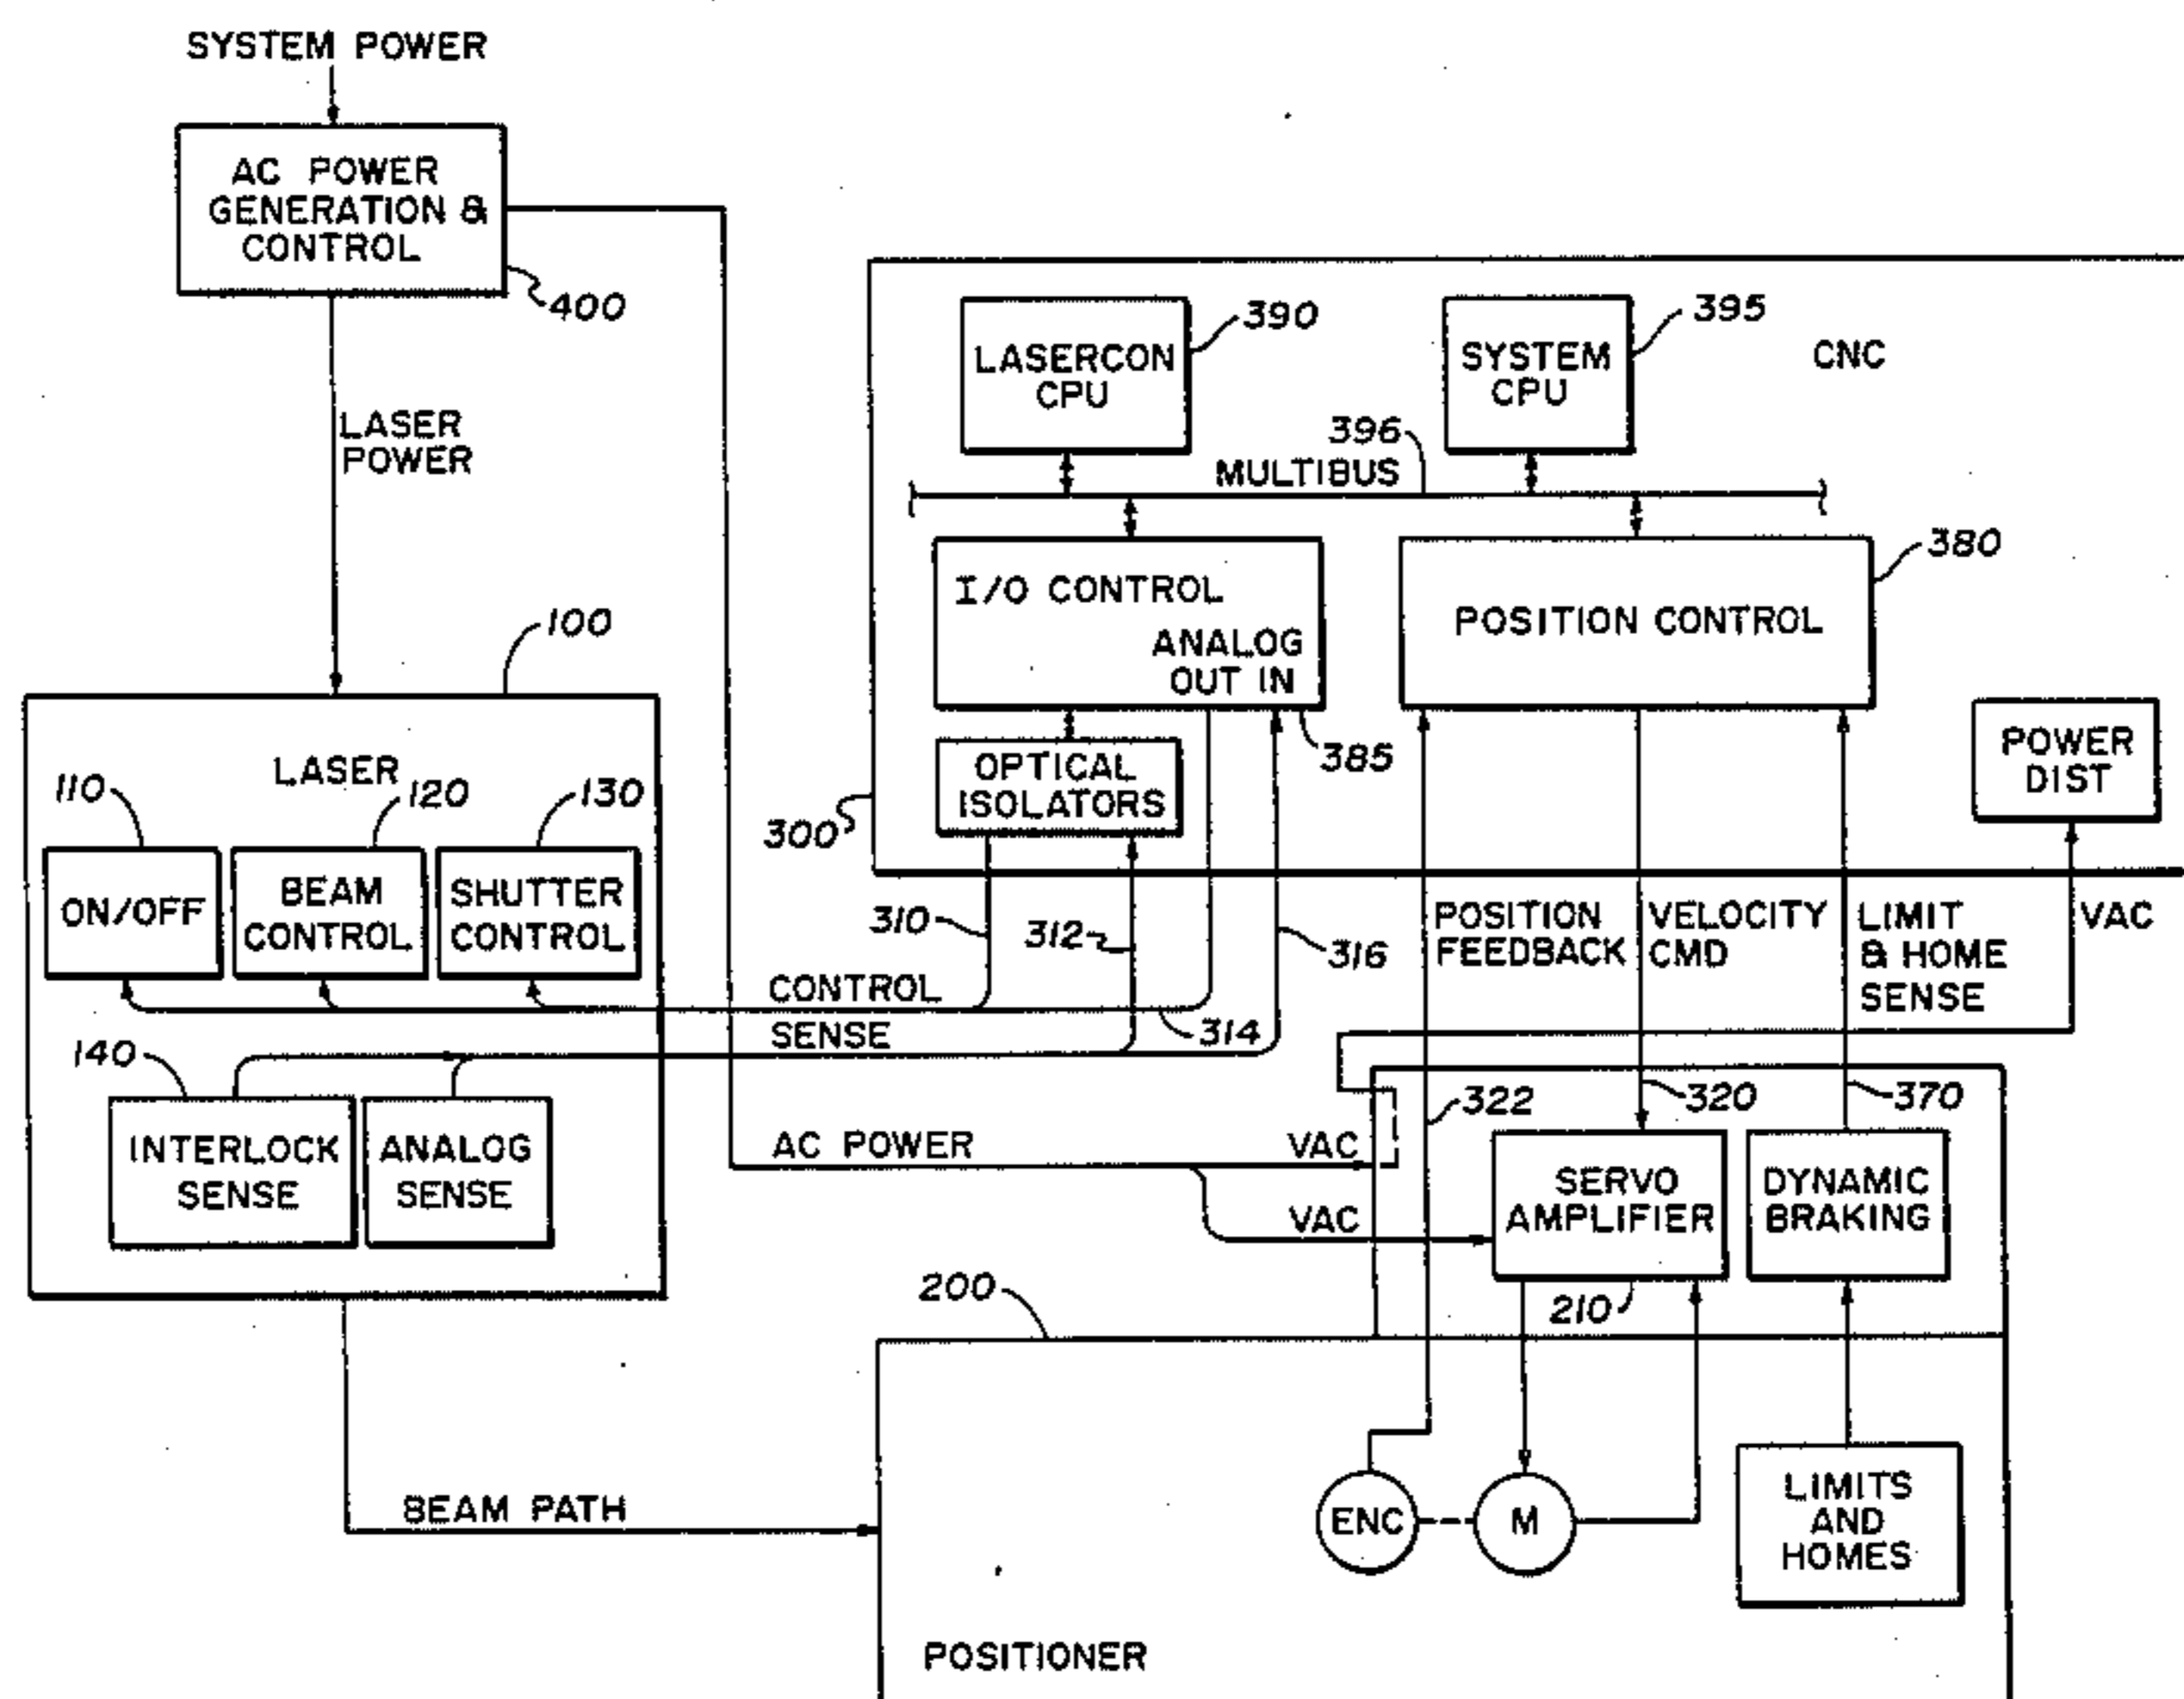 SYSTEM POWER
AC POWER
GENERATION &
CONTROL
400
LASER
POWER
100
LASER
110
120
130
ON/OFF
BEAM
CONTROL
SHUTTER
CONTROL
140
INTERLOCK
SENSE
ANALOG
SENSE
CONTROL
SENSE
AC POWER
VAC
VAC
BEAM PATH
LASERCON
CPU
390
SYSTEM
CPU
395
CNC
396
MULTIBUS
I/O CONTROL
ANALOG
OUT IN
385
POSITION CONTROL
380
OPTICAL
ISOLATORS
300
POWER
DIST
310
312
314
316
POSITION
FEEDBACK
VELOCITY
CMD
LIMIT
& HOME
SENSE
VAC
322
320
370
SERVO
AMPLIFIER
210
DYNAMIC
BRAKING
200
ENC
M
LIMITS
AND
HOMES
POSITIONER